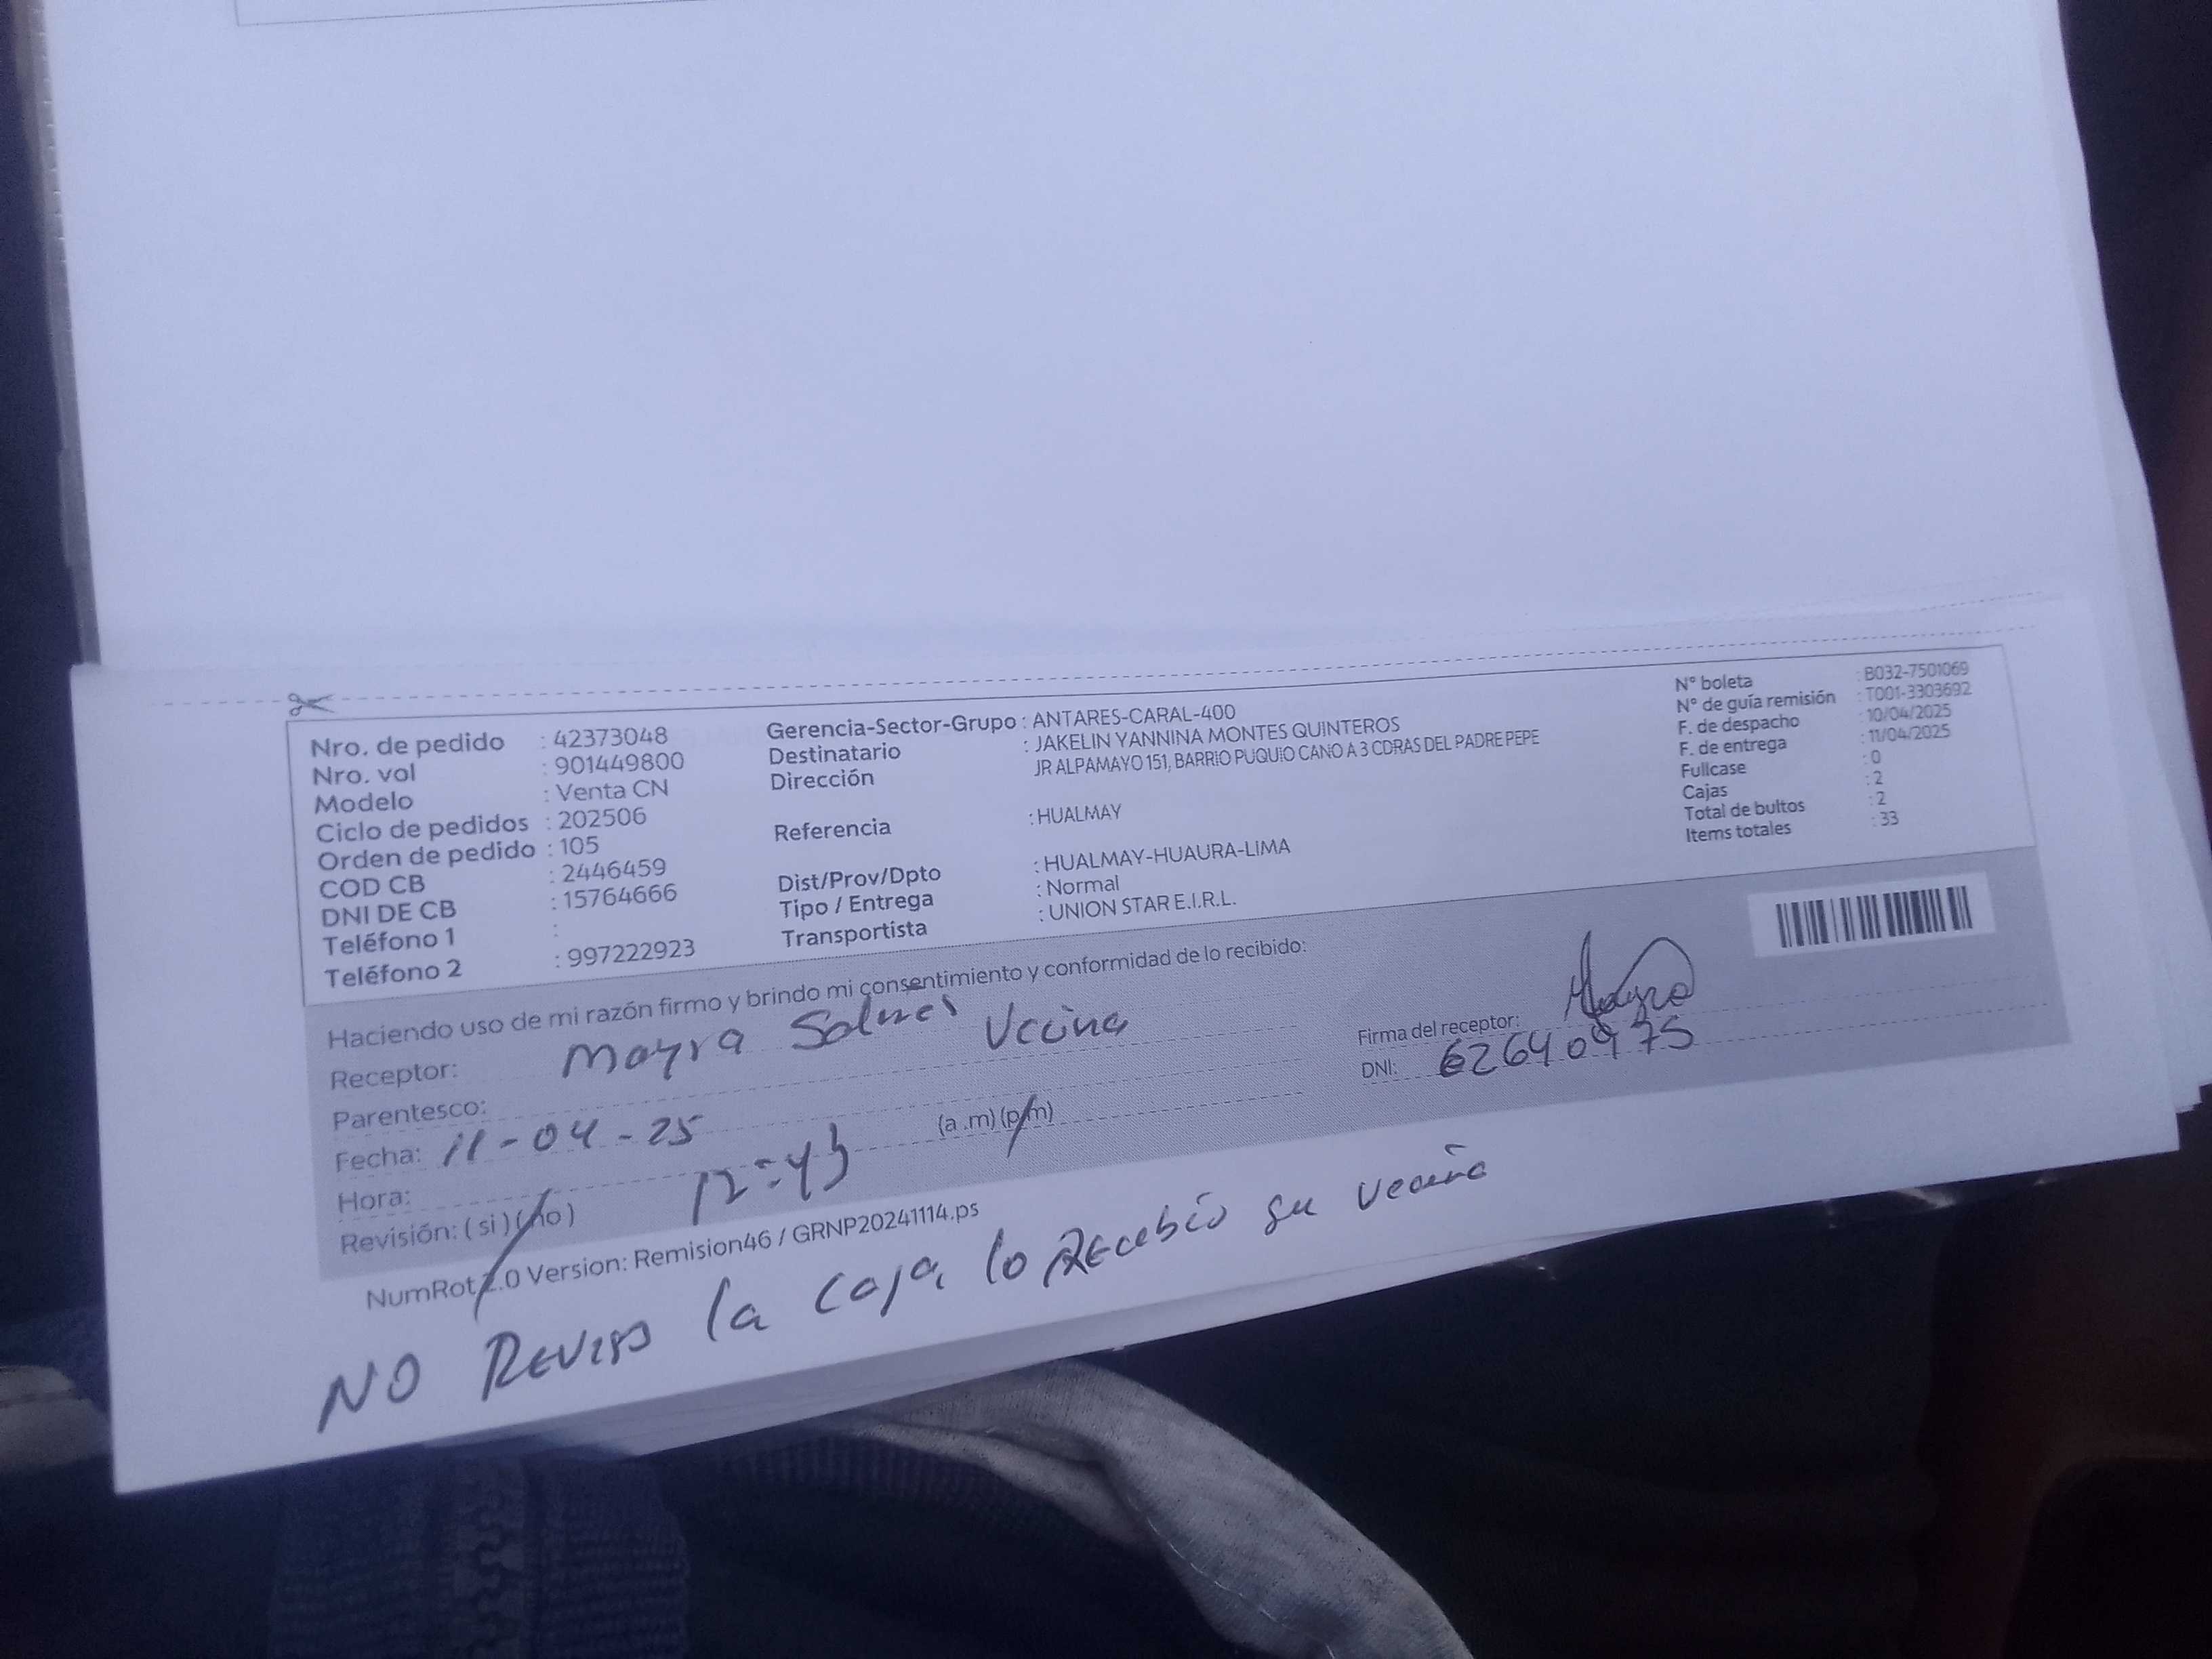 Nro. de pedido : 42373048
Nro. vol : 901449800
Modelo : Venta CN
Ciclo de pedidos : 202506
Orden de pedido : 105
COD CB : 2446459
DNI DE CB : 15764666
Teléfono 1 :
Teléfono 2 : 997222923
Gerencia-Sector-Grupo : ANTARES-CARAL-400
Destinatario : JAKELIN YANNINA MONTES QUINTEROS
Dirección JR ALPAMAYO 151, BARRIO PUQUIO CANO A 3 CDRAS DEL PADRE PEPE
Referencia : HUALMAY
Dist/Prov/Dpto : HUALMAY-HUAURA-LIMA
Tipo / Entrega : Normal
Transportista : UNION STAR E.I.R.L.
N° boleta : B032-7501069
N° de guía remisión : T001-3303692
F. de despacho : 10/04/2025
F. de entrega : 11/04/2025
Fullcase : 0
Cajas : 2
Total de bultos : 2
Items totales : 33
Haciendo uso de mi razón firmo y brindo mi consentimiento y conformidad de lo recibido:
Receptor: Mayra
Parentesco: Vecina
Fecha: 11-04-25
Hora: 12:43 (a.m) (p.m)
Revisión: (si) (no)
Firma del receptor: Mayra
DNI: 62640975
NumRot 2.0 Version: Remision46 / GRNP20241114.ps
NO REVISO la caja, lo RECEBIO su vecina